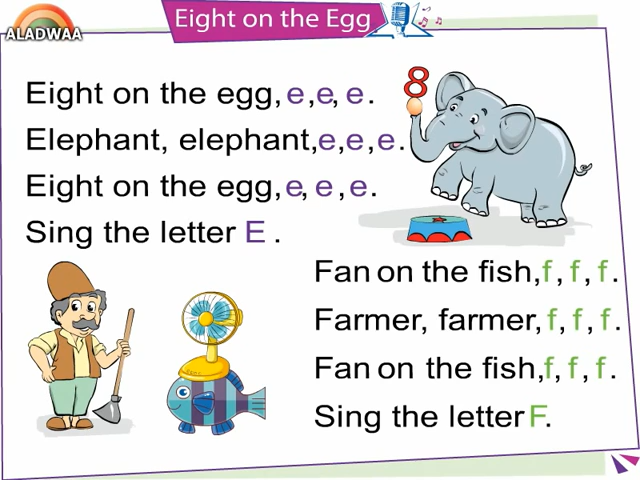 ALADWAA
Eight on the Egg
Eight on the egg, e, e, e.
Elephant, elephant, e, e, e.
Eight on the egg, e, e, e.
Sing the letter E.
8
Fan on the fish, f, f, f.
Farmer, farmer, f, f, f.
Fan on the fish, f, f, f.
Sing the letter F.